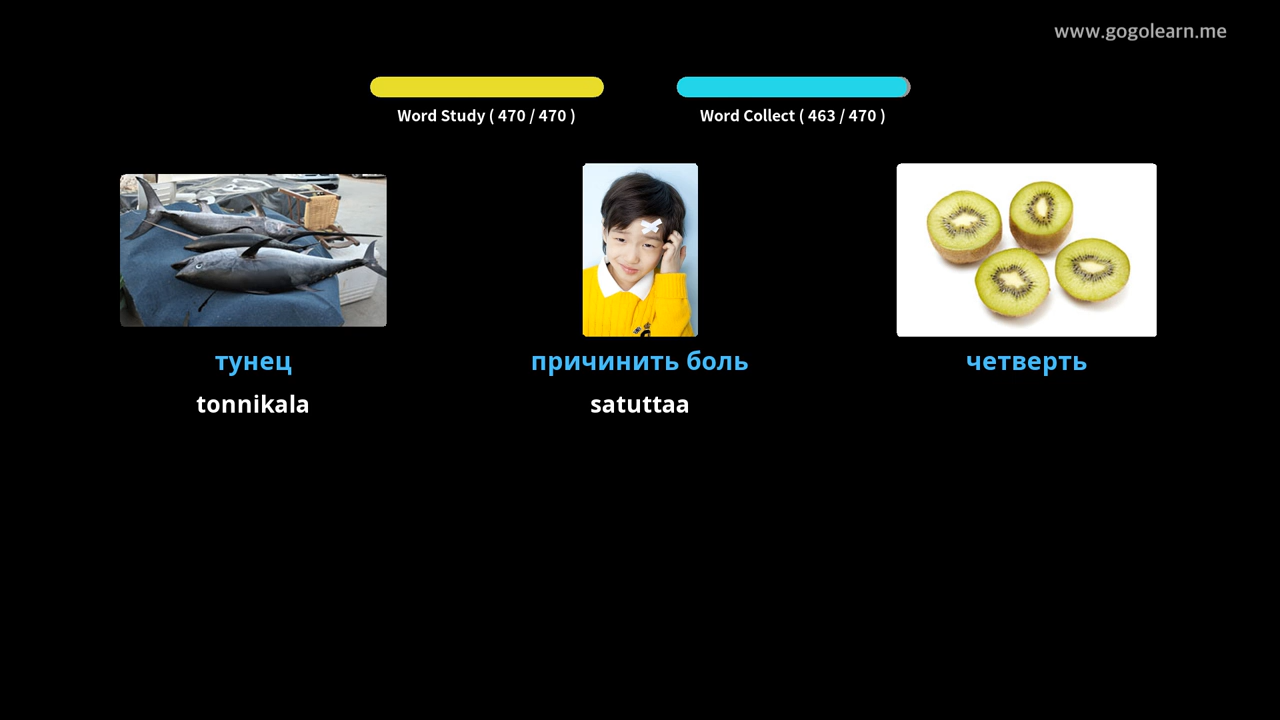 www.gogolearn.me
Word Study ( 470 / 470 )
Word Collect ( 463 / 470 )
тунец
причинить боль
четверть
tonnikala
satuttaa